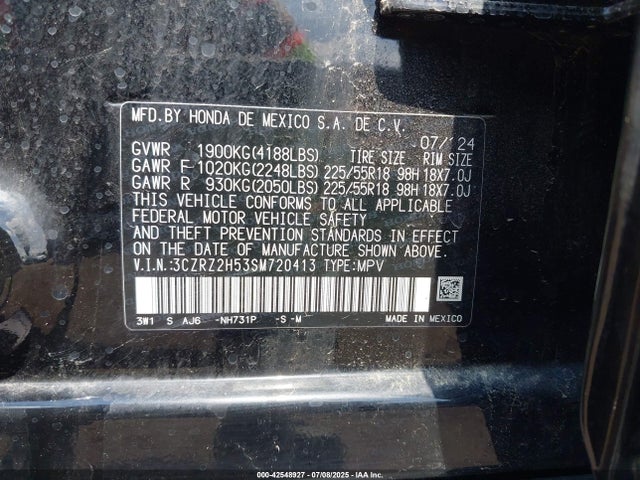 MFD.BY HONDA DE MEXICO S.A. DE C.V.
07/'24
GVWR 1900KG(4188LBS) TIRE SIZE RIM SIZE
GAWR F-1020KG(2248LBS) 225/55R18 98H 18X7.0J
GAWR R 930KG(2050LBS) 225/55R18 98H 18X7.0J
THIS VEHICLE CONFORMS TO ALL APPLICABLE
FEDERAL MOTOR VEHICLE SAFETY
AND THEFT PREVENTION STANDARDS IN EFFECT
ON THE DATE OF MANUFACTURE SHOWN ABOVE.
V.I.N.:3CZRZ2H53SM720413 TYPE:MPV
3W1 S AJ6 -NH731P -S -M MADE IN MEXICO
000-42548927 - 07/08/2025 - IAAI.COM